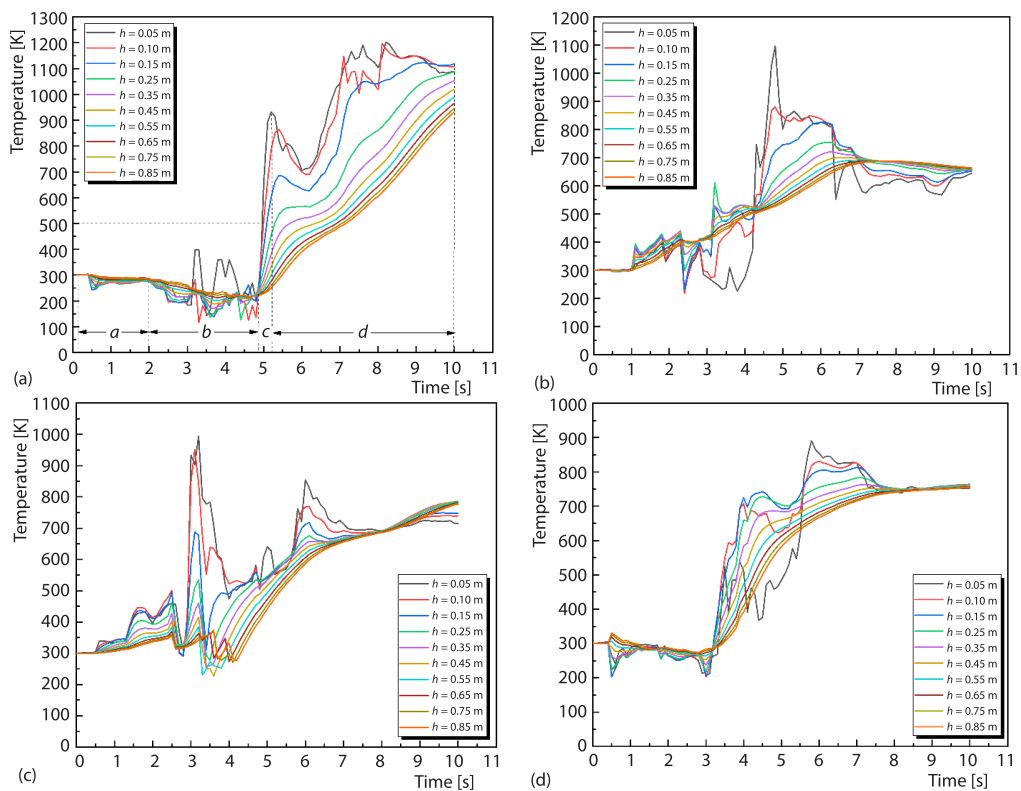 Temperature [K]
1300
1200
1100
1000
900
800
700
600
500
400
300
200
100
0
h = 0.05 m
h = 0.10 m
h = 0.15 m
h = 0.25 m
h = 0.35 m
h = 0.45 m
h = 0.55 m
h = 0.65 m
h = 0.75 m
h = 0.85 m
a
b
c
d
0 1 2 3 4 5 6 7 8 9 10 11
(a)
Time [s]
Temperature [K]
1200
1100
1000
900
800
700
600
500
400
300
200
100
0
h = 0.05 m
h = 0.10 m
h = 0.15 m
h = 0.25 m
h = 0.35 m
h = 0.45 m
h = 0.55 m
h = 0.65 m
h = 0.75 m
h = 0.85 m
0 1 2 3 4 5 6 7 8 9 10 11
(b)
Time [s]
Temperature [K]
1100
1000
900
800
700
600
500
400
300
200
100
0
h = 0.05 m
h = 0.10 m
h = 0.15 m
h = 0.25 m
h = 0.35 m
h = 0.45 m
h = 0.55 m
h = 0.65 m
h = 0.75 m
h = 0.85 m
0 1 2 3 4 5 6 7 8 9 10 11
(c)
Time [s]
Temperature [K]
1000
900
800
700
600
500
400
300
200
100
0
h = 0.05 m
h = 0.10 m
h = 0.15 m
h = 0.25 m
h = 0.35 m
h = 0.45 m
h = 0.55 m
h = 0.65 m
h = 0.75 m
h = 0.85 m
0 1 2 3 4 5 6 7 8 9 10 11
(d)
Time [s]